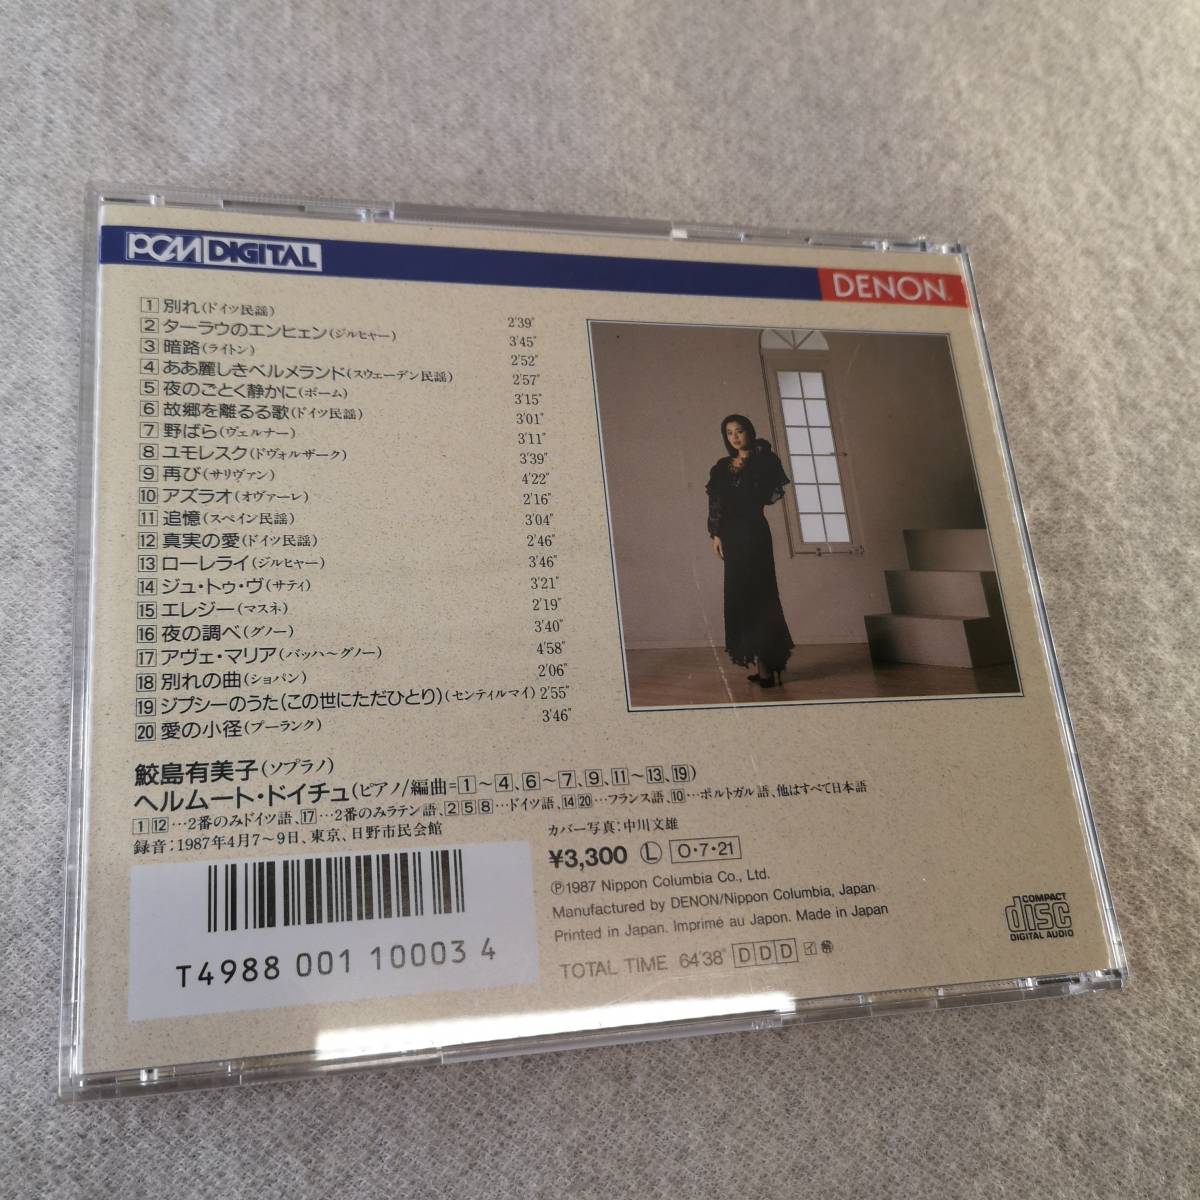 PCM DIGITAL
DENON
1 別れ(ドイツ民謡) 2'39"
2 ターラウのエンヒェン(ジルヒャー) 3'45"
3 暗路(ライトン) 2'52"
4 ああ麗しきベルメランド(スウェーデン民謡) 2'57"
5 夜のごとく静かに(ボーム) 3'15"
6 故郷を離るる歌(ドイツ民謡) 3'01"
7 野ばら(ヴェルナー) 3'11"
8 ユモレスク(ドヴォルザーク) 3'39"
9 再び(サリヴァン) 4'22"
10 アズラオ(オヴァーレ) 2'16"
11 追憶(スペイン民謡) 3'04"
12 真実の愛(ドイツ民謡) 2'46"
13 ローレライ(ジルヒャー) 3'46"
14 ジュ・トゥ・ヴ(サティ) 3'21"
15 エレジー(マスネ) 2'19"
16 夜の調べ(グノー) 3'40"
17 アヴェ・マリア(バッハ〜グノー) 4'58"
18 別れの曲(ショパン) 2'06"
19 ジプシーのうた(この世にただひとり)(センティルマイ) 2'55"
20 愛の小径(プーランク) 3'46"
鮫島有美子(ソプラノ)
ヘルムート・ドイチュ(ピアノ/編曲=1〜4、6〜7、9、11〜13、19)
1 12…2番のみドイツ語、17…2番のみラテン語、2 5 8…ドイツ語、14 20…フランス語、10…ポルトガル語、他はすべて日本語
録音:1987年4月7〜9日、東京、日野市民会館
カバー写真:中川文雄
¥3,300 L O・7・21
Ⓟ1987 Nippon Columbia Co., Ltd.
Manufactured by DENON/Nippon Columbia, Japan
Printed in Japan. Imprimé au Japon. Made in Japan
TOTAL TIME 64'38" DDD イ
T4988 001 10003 4
COMPACT
disc
DIGITAL AUDIO